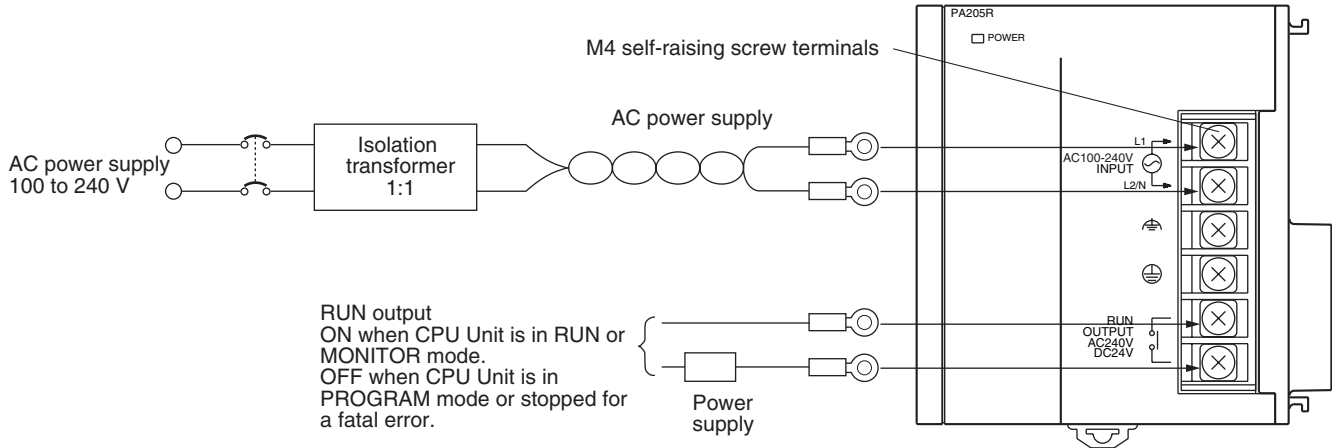 PA205R
POWER
M4 self-raising screw terminals
AC power supply
AC power supply
100 to 240 V
Isolation
transformer
1:1
L1
AC100-240V
INPUT
L2/N
RUN output
ON when CPU Unit is in RUN or
MONITOR mode.
OFF when CPU Unit is in
PROGRAM mode or stopped for
a fatal error.
Power
supply
RUN
OUTPUT
AC240V
DC24V